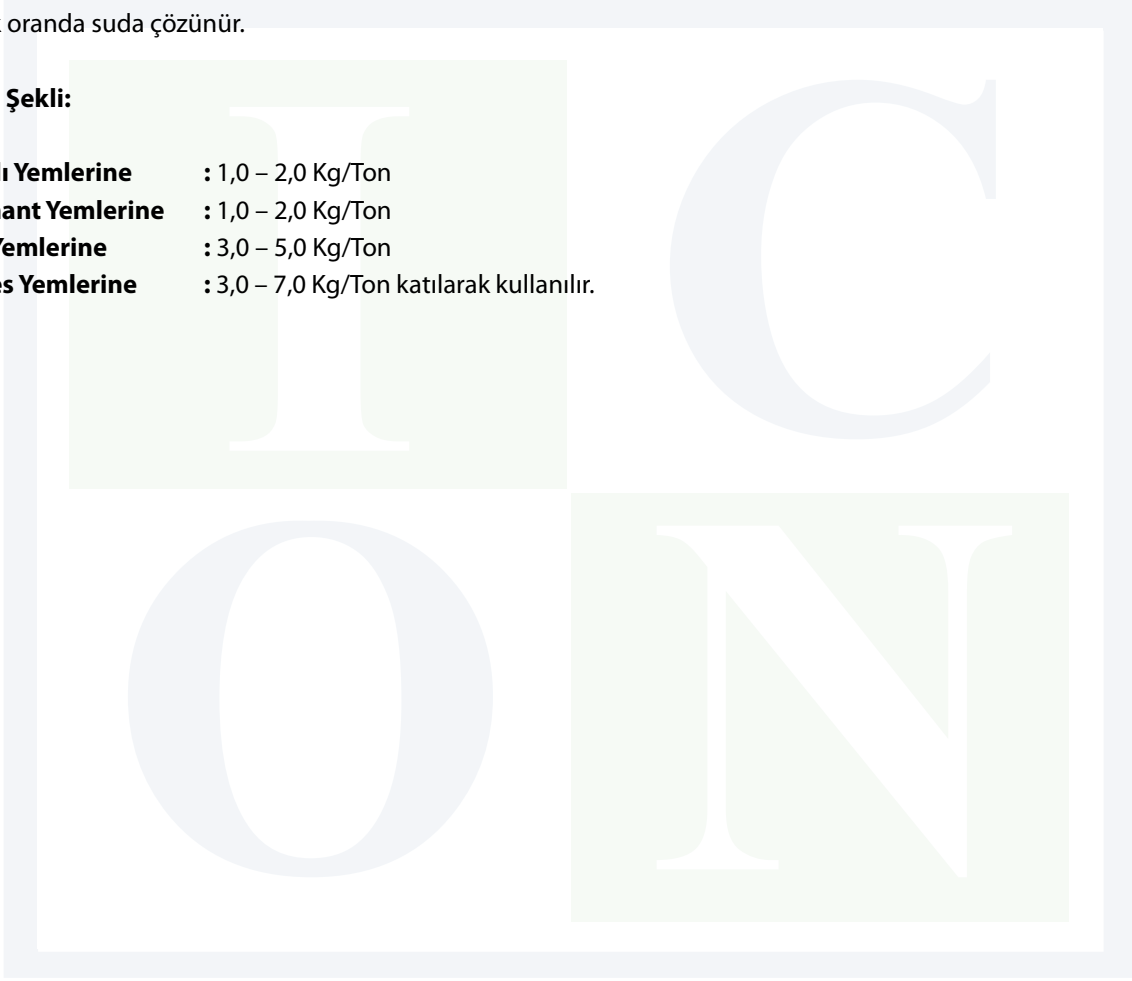 oranda suda çözünür.
Şekli:
Yemlerine : 1,0 – 2,0 Kg/Ton
Yemlerine : 1,0 – 2,0 Kg/Ton
Yemlerine : 3,0 – 5,0 Kg/Ton
Yemlerine : 3,0 – 7,0 Kg/Ton katılarak kullanılır.
I C
O N